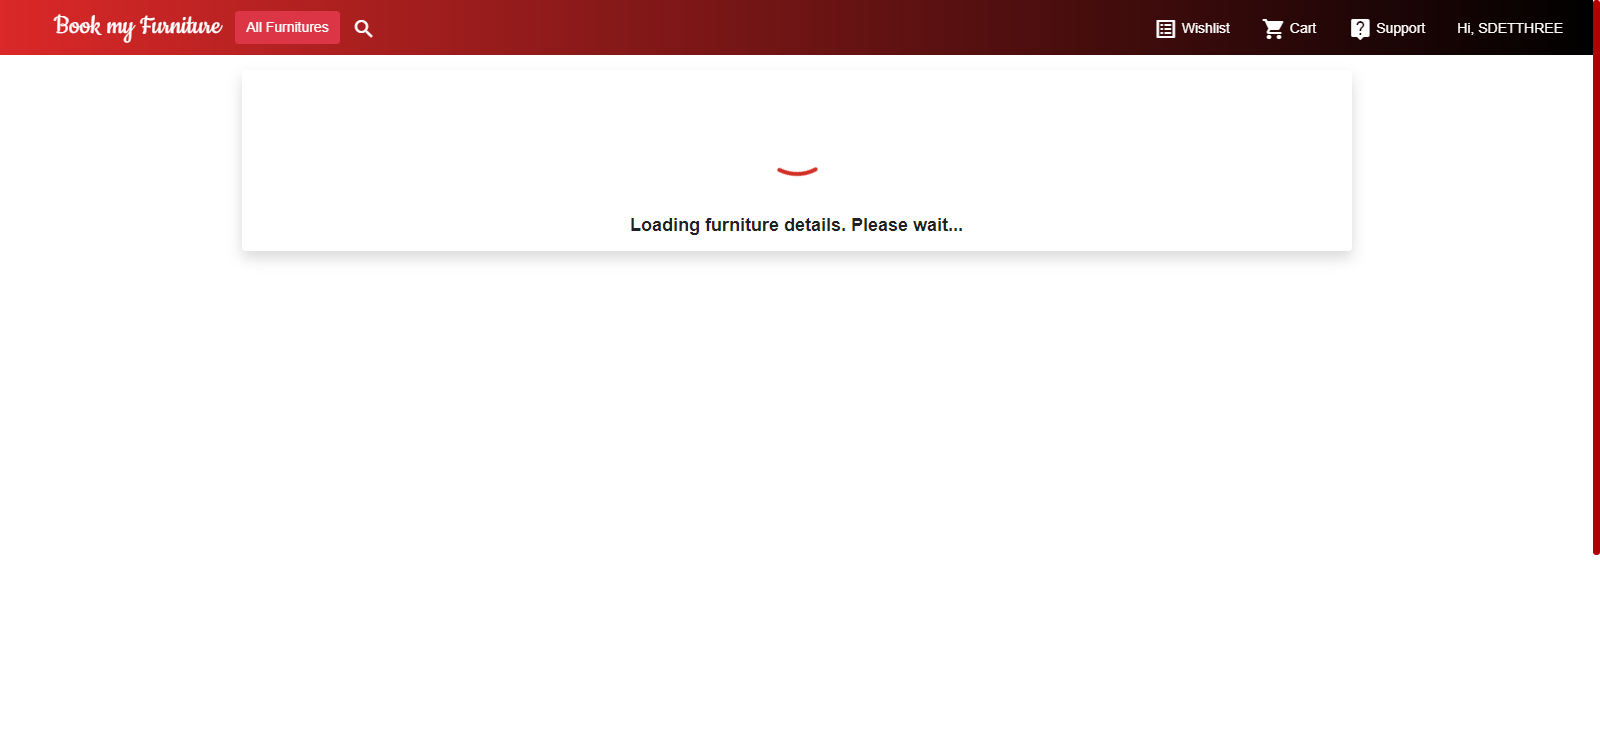 Book my Furniture All Furnitures Wishlist Cart Support Hi, SDETTHREE
Loading furniture details. Please wait...